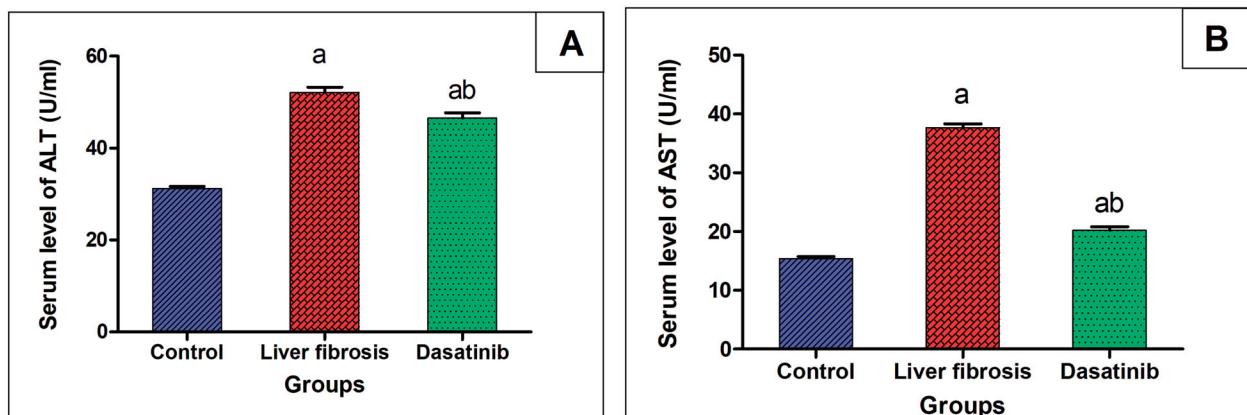 A
Serum level of ALT (U/ml)
60
40
20
0
a
ab
Control Liver fibrosis Dasatinib
Groups
B
Serum level of AST (U/ml)
50
40
30
20
10
0
a
ab
Control Liver fibrosis Dasatinib
Groups